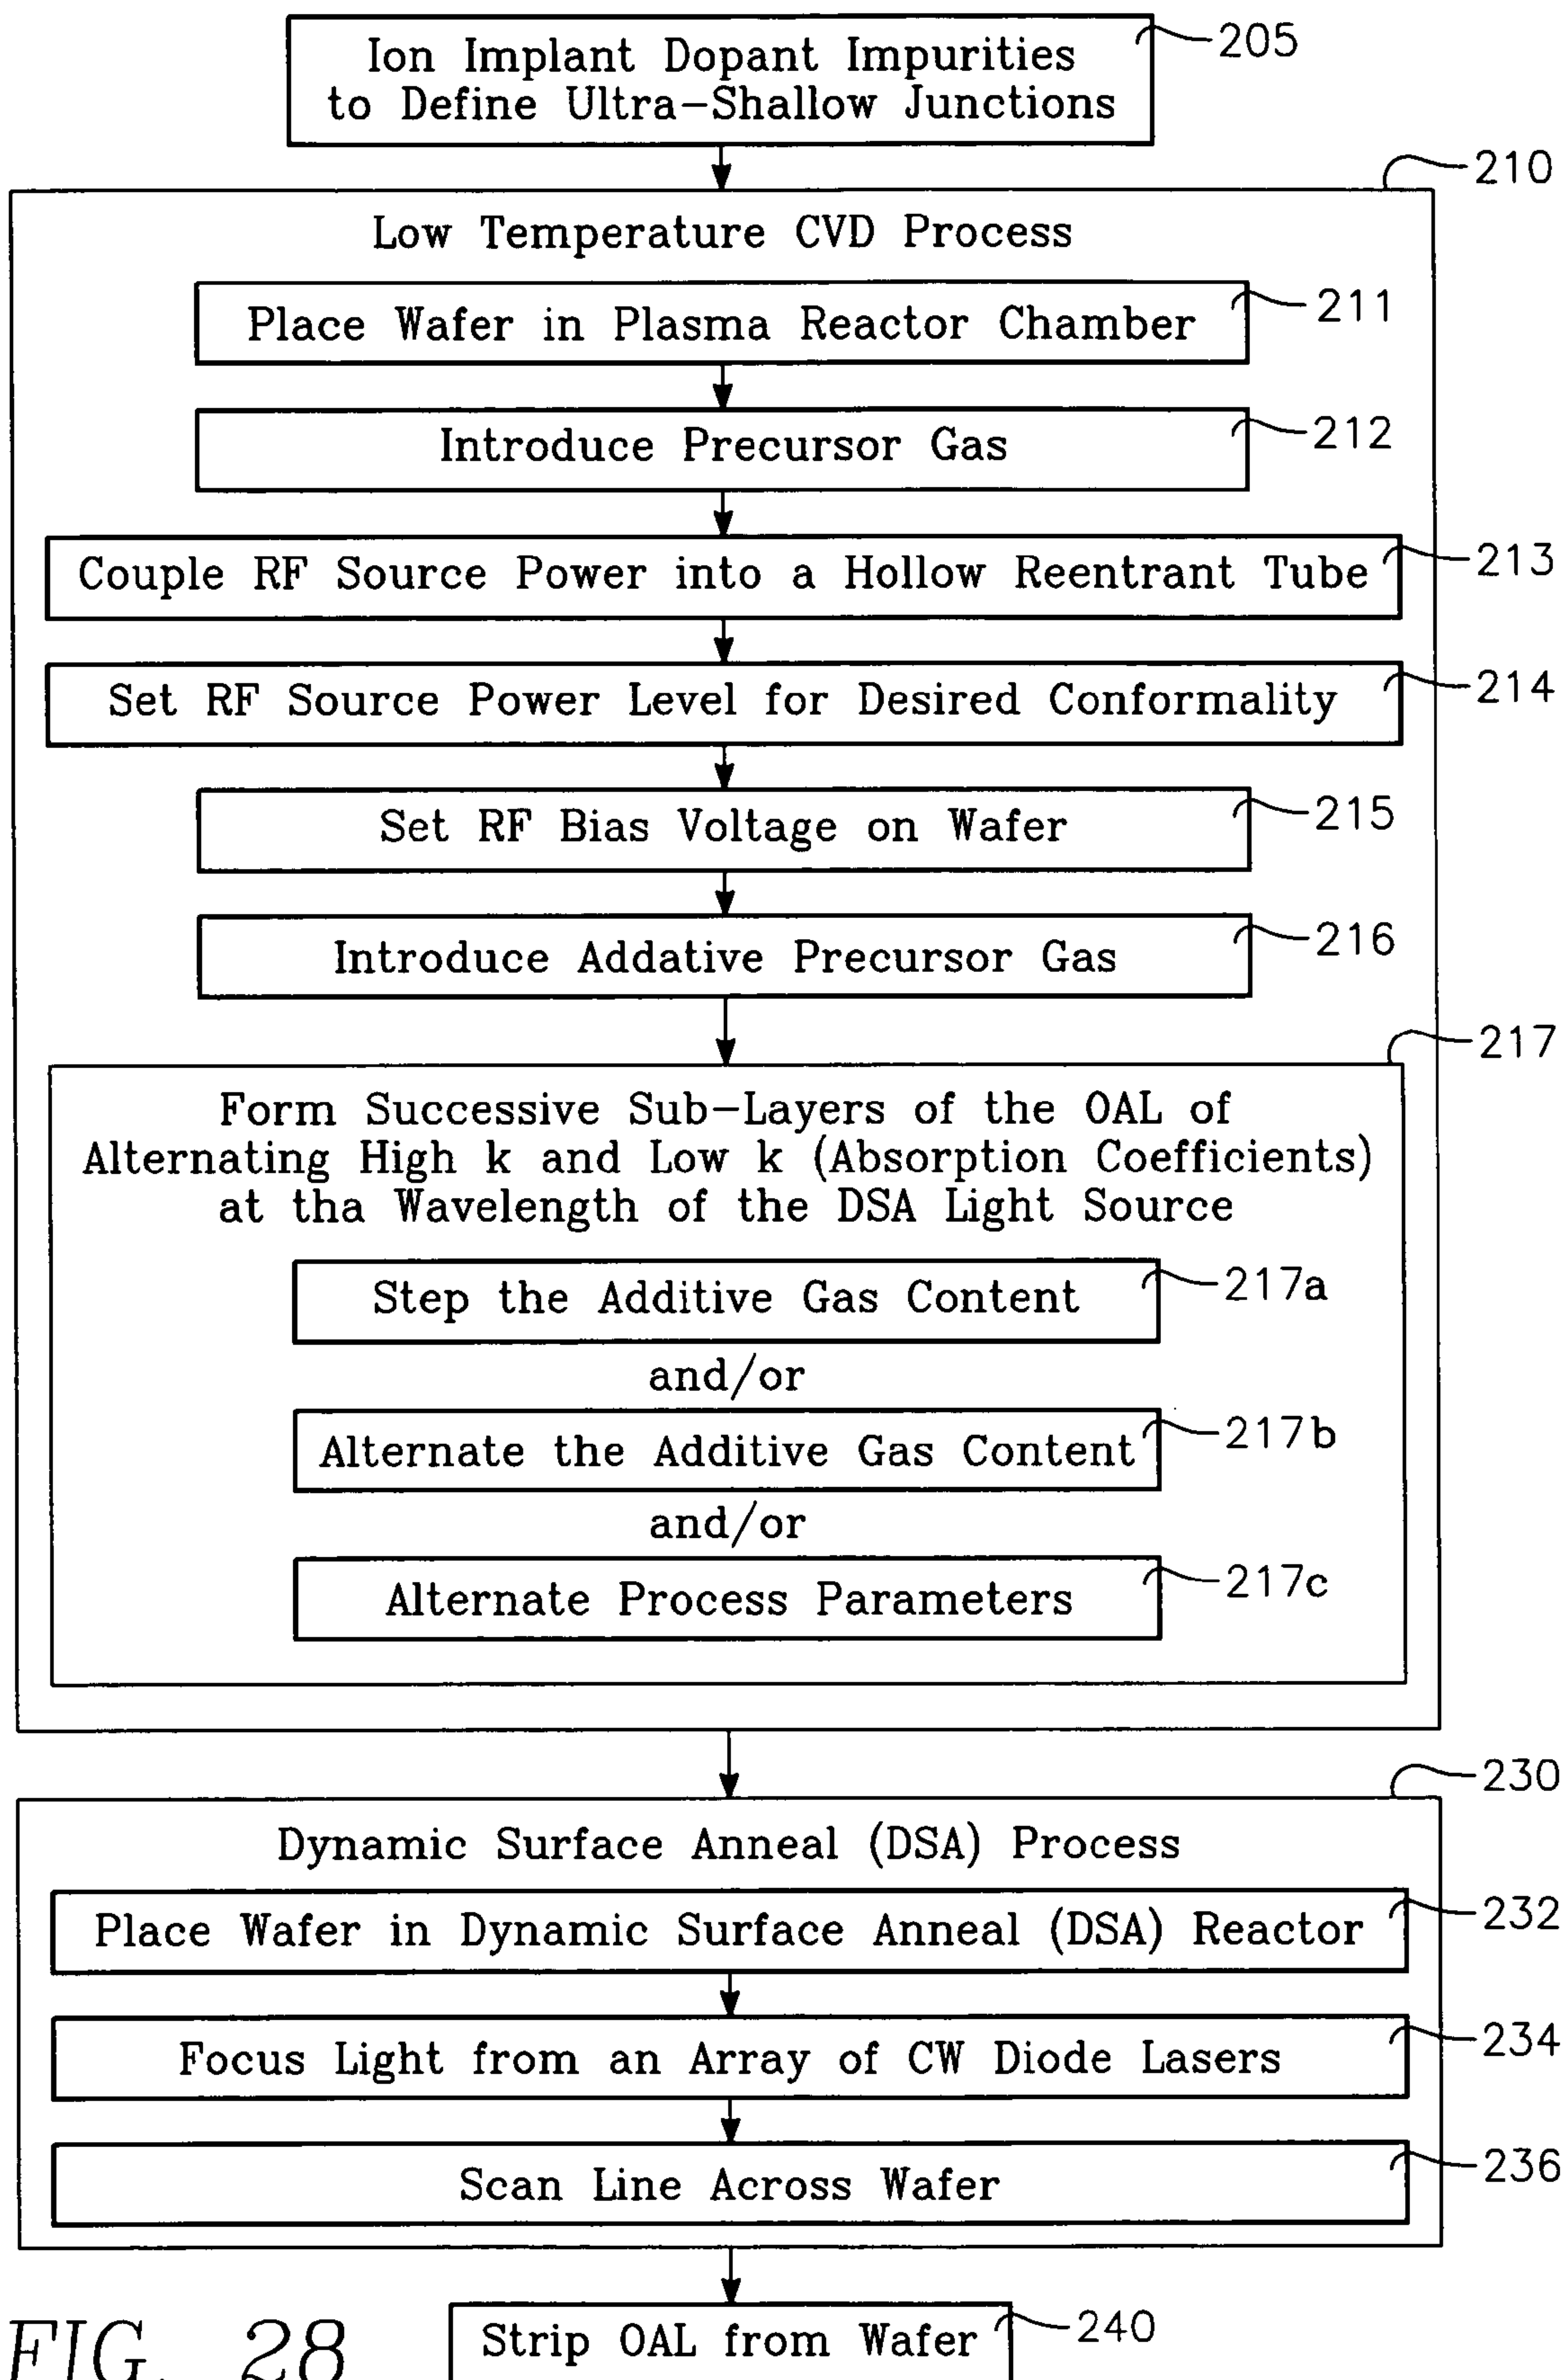 Ion Implant Dopant Impurities
to Define Ultra-Shallow Junctions
205
210
Low Temperature CVD Process
Place Wafer in Plasma Reactor Chamber
211
Introduce Precursor Gas
212
Couple RF Source Power into a Hollow Reentrant Tube
213
Set RF Source Power Level for Desired Conformality
214
Set RF Bias Voltage on Wafer
215
Introduce Addative Precursor Gas
216
217
Form Successive Sub-Layers of the OAL of
Alternating High k and Low k (Absorption Coefficients)
at tha Wavelength of the DSA Light Source
Step the Additive Gas Content
217a
and/or
Alternate the Additive Gas Content
217b
and/or
Alternate Process Parameters
217c
230
Dynamic Surface Anneal (DSA) Process
Place Wafer in Dynamic Surface Anneal (DSA) Reactor
232
Focus Light from an Array of CW Diode Lasers
234
Scan Line Across Wafer
236
Strip OAL from Wafer
240
FIG. 28